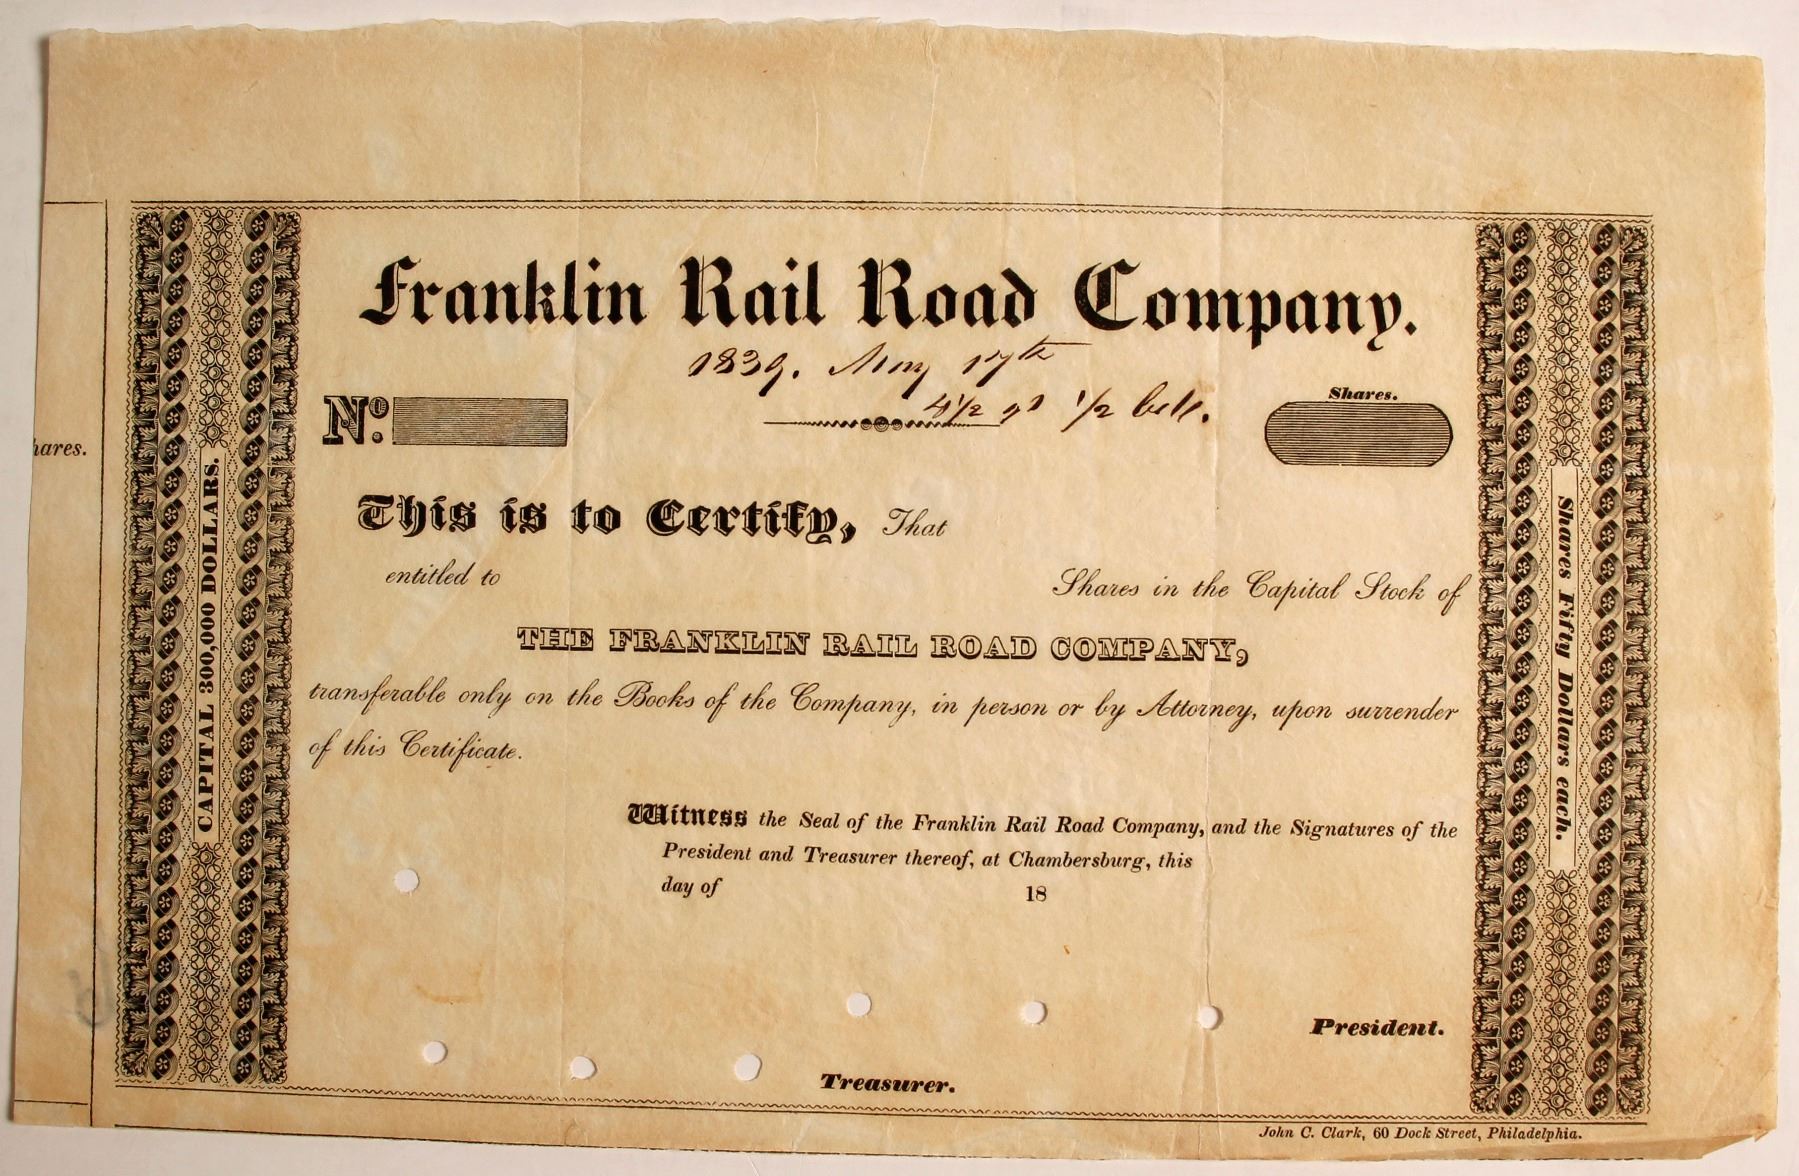 Franklin Rail Road Company.
1839. May 17th
No.
4½ 1/2
Shares.
hares.
This is to Certify, That
entitled to Shares in the Capital Stock of
THE FRANKLIN RAIL ROAD COMPANY,
transferable only on the Books of the Company, in person or by Attorney, upon surrender
of this Certificate.
Witness the Seal of the Franklin Rail Road Company, and the Signatures of the
President and Treasurer thereof, at Chambersburg, this
day of 18
President.
Treasurer.
CAPITAL 300,000 DOLLARS.
Shares Fifty Dollars each.
John C. Clark, 60 Dock Street, Philadelphia.